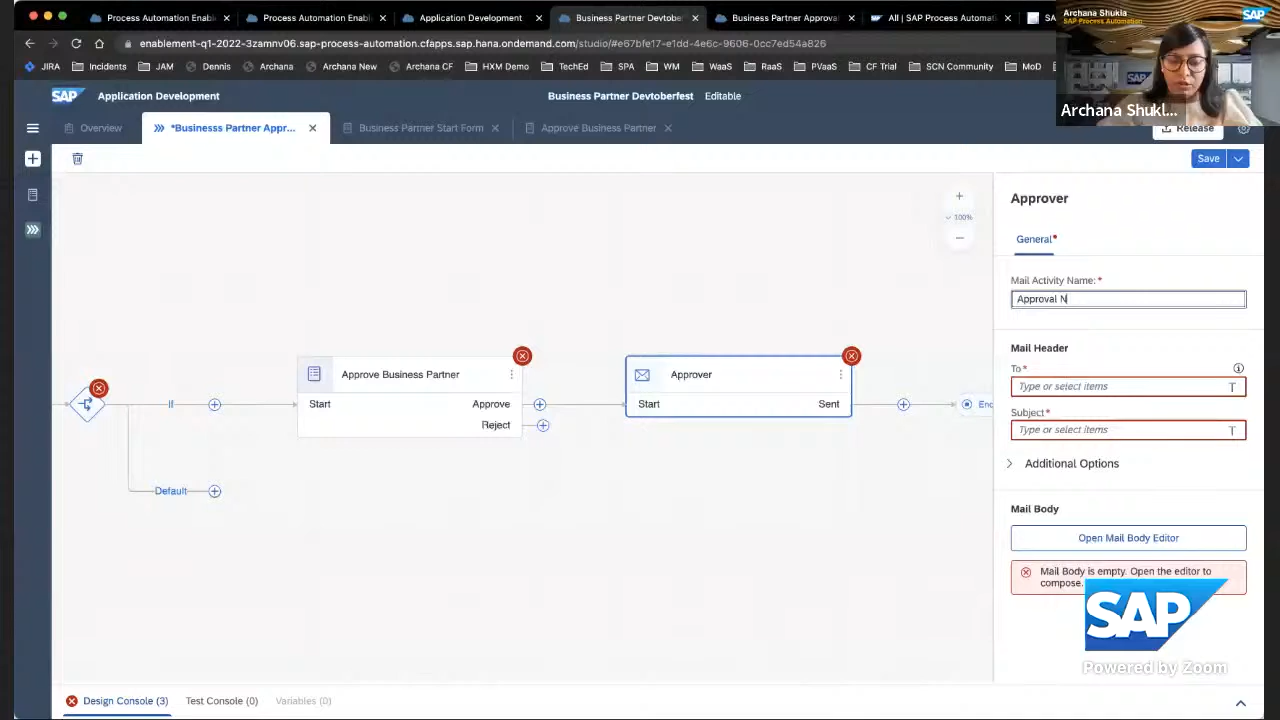 Process Automation Enabl
Process Automation Enable
Application Development
Business Partner Devtoberf
Business Partner Approva
All | SAP Process Automati
SA
enablement-q1-2022-3zamnv06.sap-process-automation.cfapps.sap.hana.ondemand.com/studio/#e67bfe17-e1dd-4e6c-9606-0cc7ed54a826
JIRA
Incidents
JAM
Dennis
Archana
Archana New
Archana CF
HXM Demo
TechEd
SPA
WM
WaaS
RaaS
PVaaS
CF Trial
SCN Community
MoD
Archana Shukla
SAP Process Automation
SAP
SAP
Archana Shukl...
SAP
Application Development
Business Partner Devtoberfest
Editable
Overview
*Businesss Partner Appr...
Business Partner Start Form
Approve Business Partner
Release
Save
100%
If
Default
Approve Business Partner
Start
Approve
Reject
Approver
Start
Sent
End
Approver
General*
Mail Activity Name: *
Approval N
Mail Header
To *
Type or select items
T
Subject *
Type or select items
T
Additional Options
Mail Body
Open Mail Body Editor
Mail Body is empty. Open the editor to
compose.
SAP
Powered by Zoom
Design Console (3)
Test Console (0)
Variables (0)